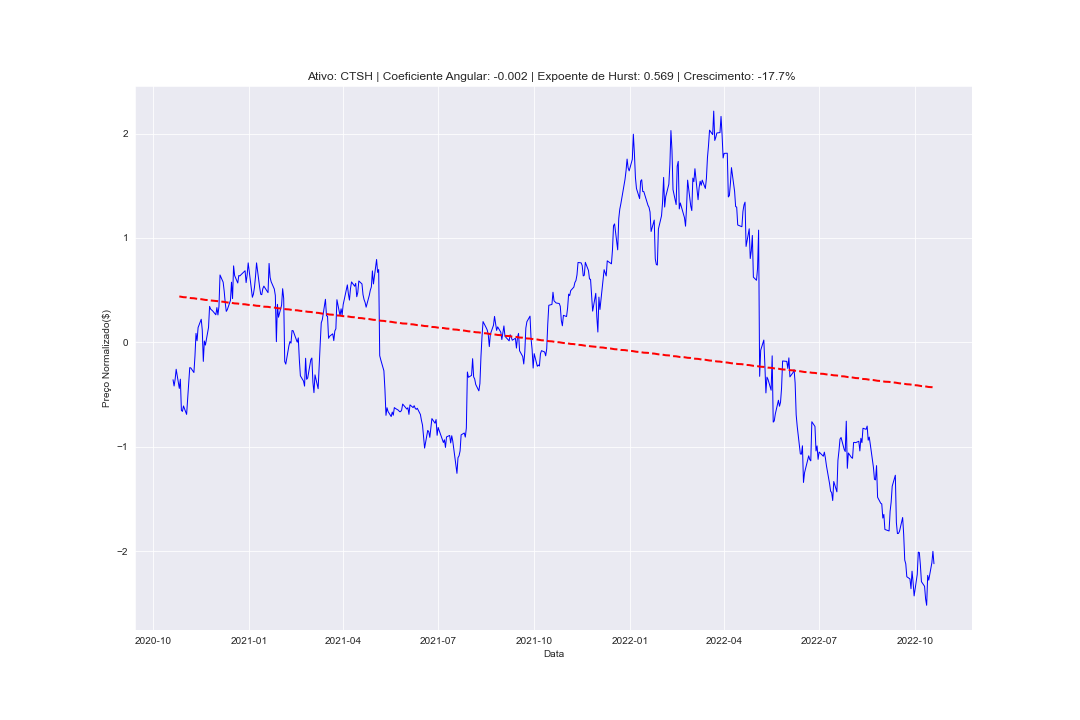 Ativo: CTSH | Coeficiente Angular: -0.002 | Expoente de Hurst: 0.569 | Crescimento: -17.7%
Preço Normalizado($)
2
1
0
−1
−2
2020-10 2021-01 2021-04 2021-07 2021-10 2022-01 2022-04 2022-07 2022-10
Data